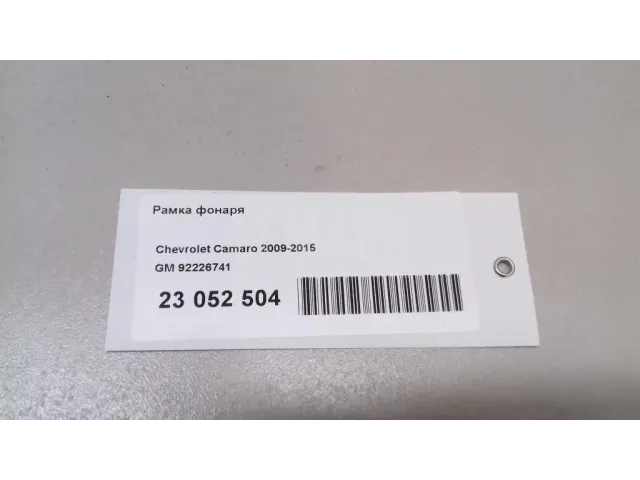 Рамка фонаря
Chevrolet Camaro 2009-2015
GM 92226741
23 052 504